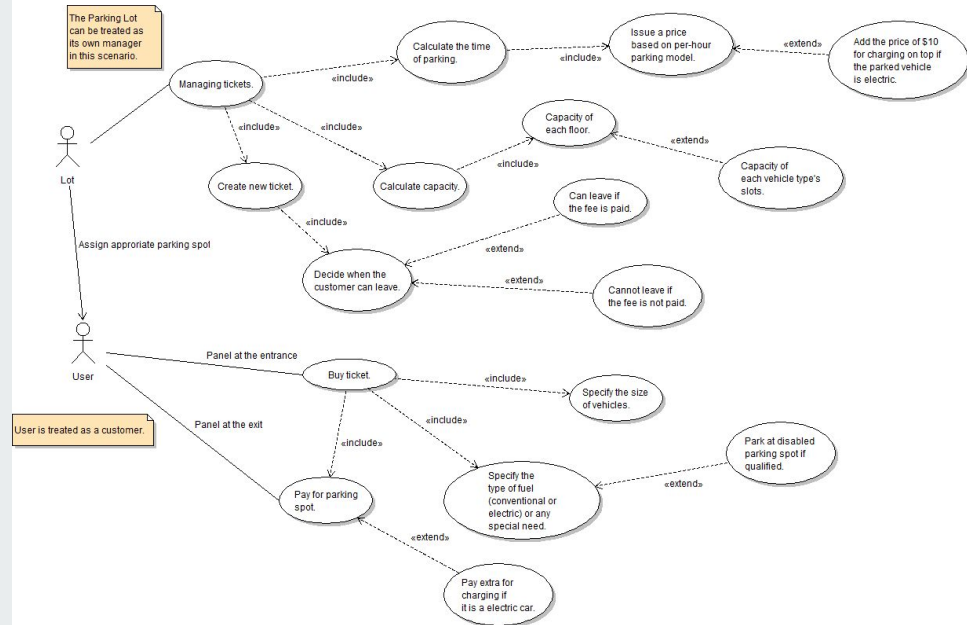 The Parking Lot
can be treated as
its own manager
in this scenario.
Calculate the time
of parking.
Issue a price
based on per-hour
parking model.
«extend»
Add the price of $10
for charging on top if
the parked vehicle
is electric.
«include»
«include»
Managing tickets.
«include»
«include»
Capacity of
each floor.
«extend»
Lot
Create new ticket.
Calculate capacity.
«include»
Capacity of
each vehicle type's
slots.
Can leave if
the fee is paid.
«include»
Assign approriate parking spot
«extend»
Decide when the
customer can leave.
«extend»
Cannot leave if
the fee is not paid.
User
Panel at the entrance
Buy ticket.
«include»
Specify the size
of vehicles.
User is treated as a customer.
Panel at the exit
«include»
«include»
Park at disabled
parking spot if
qualified.
Pay for parking
spot.
Specify the
type of fuel
(conventional or
electric) or any
special need.
«extend»
«extend»
Pay extra for
charging if
it is a electric car.